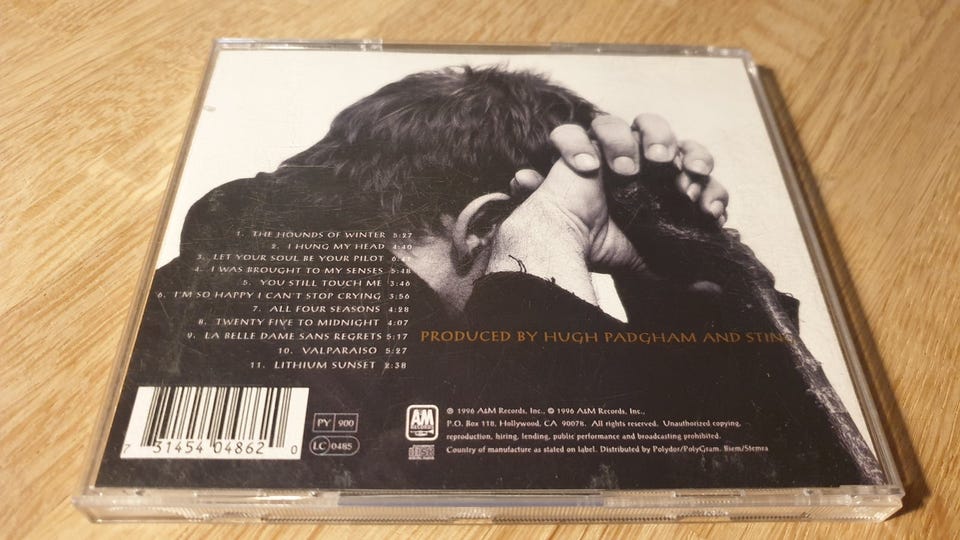 1. THE HOUNDS OF WINTER 5:27
2. I HUNG MY HEAD 4:40
3. LET YOUR SOUL BE YOUR PILOT 6:41
4. I WAS BROUGHT TO MY SENSES 5:48
5. YOU STILL TOUCH ME 3:46
6. I'M SO HAPPY I CAN'T STOP CRYING 3:56
7. ALL FOUR SEASONS 4:28
8. TWENTY FIVE TO MIDNIGHT 4:07
9. LA BELLE DAME SANS REGRETS 5:17
10. VALPARAISO 5:27
11. LITHIUM SUNSET 2:38
PRODUCED BY HUGH PADGHAM AND STING
7 31454 04862 0
PY 900
LC 0485
A&M
℗ 1996 A&M Records, Inc., © 1996 A&M Records, Inc.,
P.O. Box 118, Hollywood, CA 90078. All rights reserved. Unauthorized copying,
reproduction, hiring, lending, public performance and broadcasting prohibited.
Country of manufacture as stated on label. Distributed by Polydor/PolyGram. Biem/Stemra